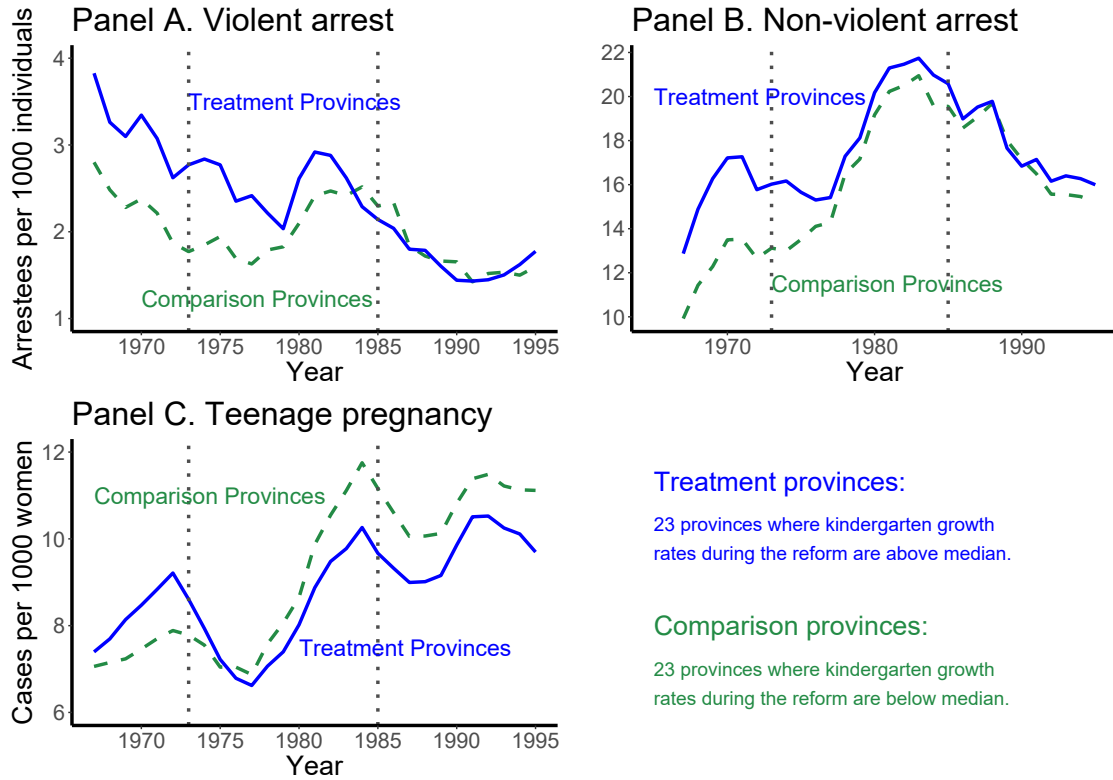 Panel A. Violent arrest
Arrestees per 1000 individuals
4
3
2
1
Treatment Provinces
Comparison Provinces
1970
1975
1980
1985
1990
1995
Year
Panel B. Non-violent arrest
22
20
18
16
14
12
10
Treatment Provinces
Comparison Provinces
1970
1980
1990
Year
Panel C. Teenage pregnancy
Cases per 1000 women
12
10
8
6
Comparison Provinces
Treatment Provinces
1970
1975
1980
1985
1990
1995
Year
Treatment provinces:
23 provinces where kindergarten growth
rates during the reform are above median.
Comparison provinces:
23 provinces where kindergarten growth
rates during the reform are below median.